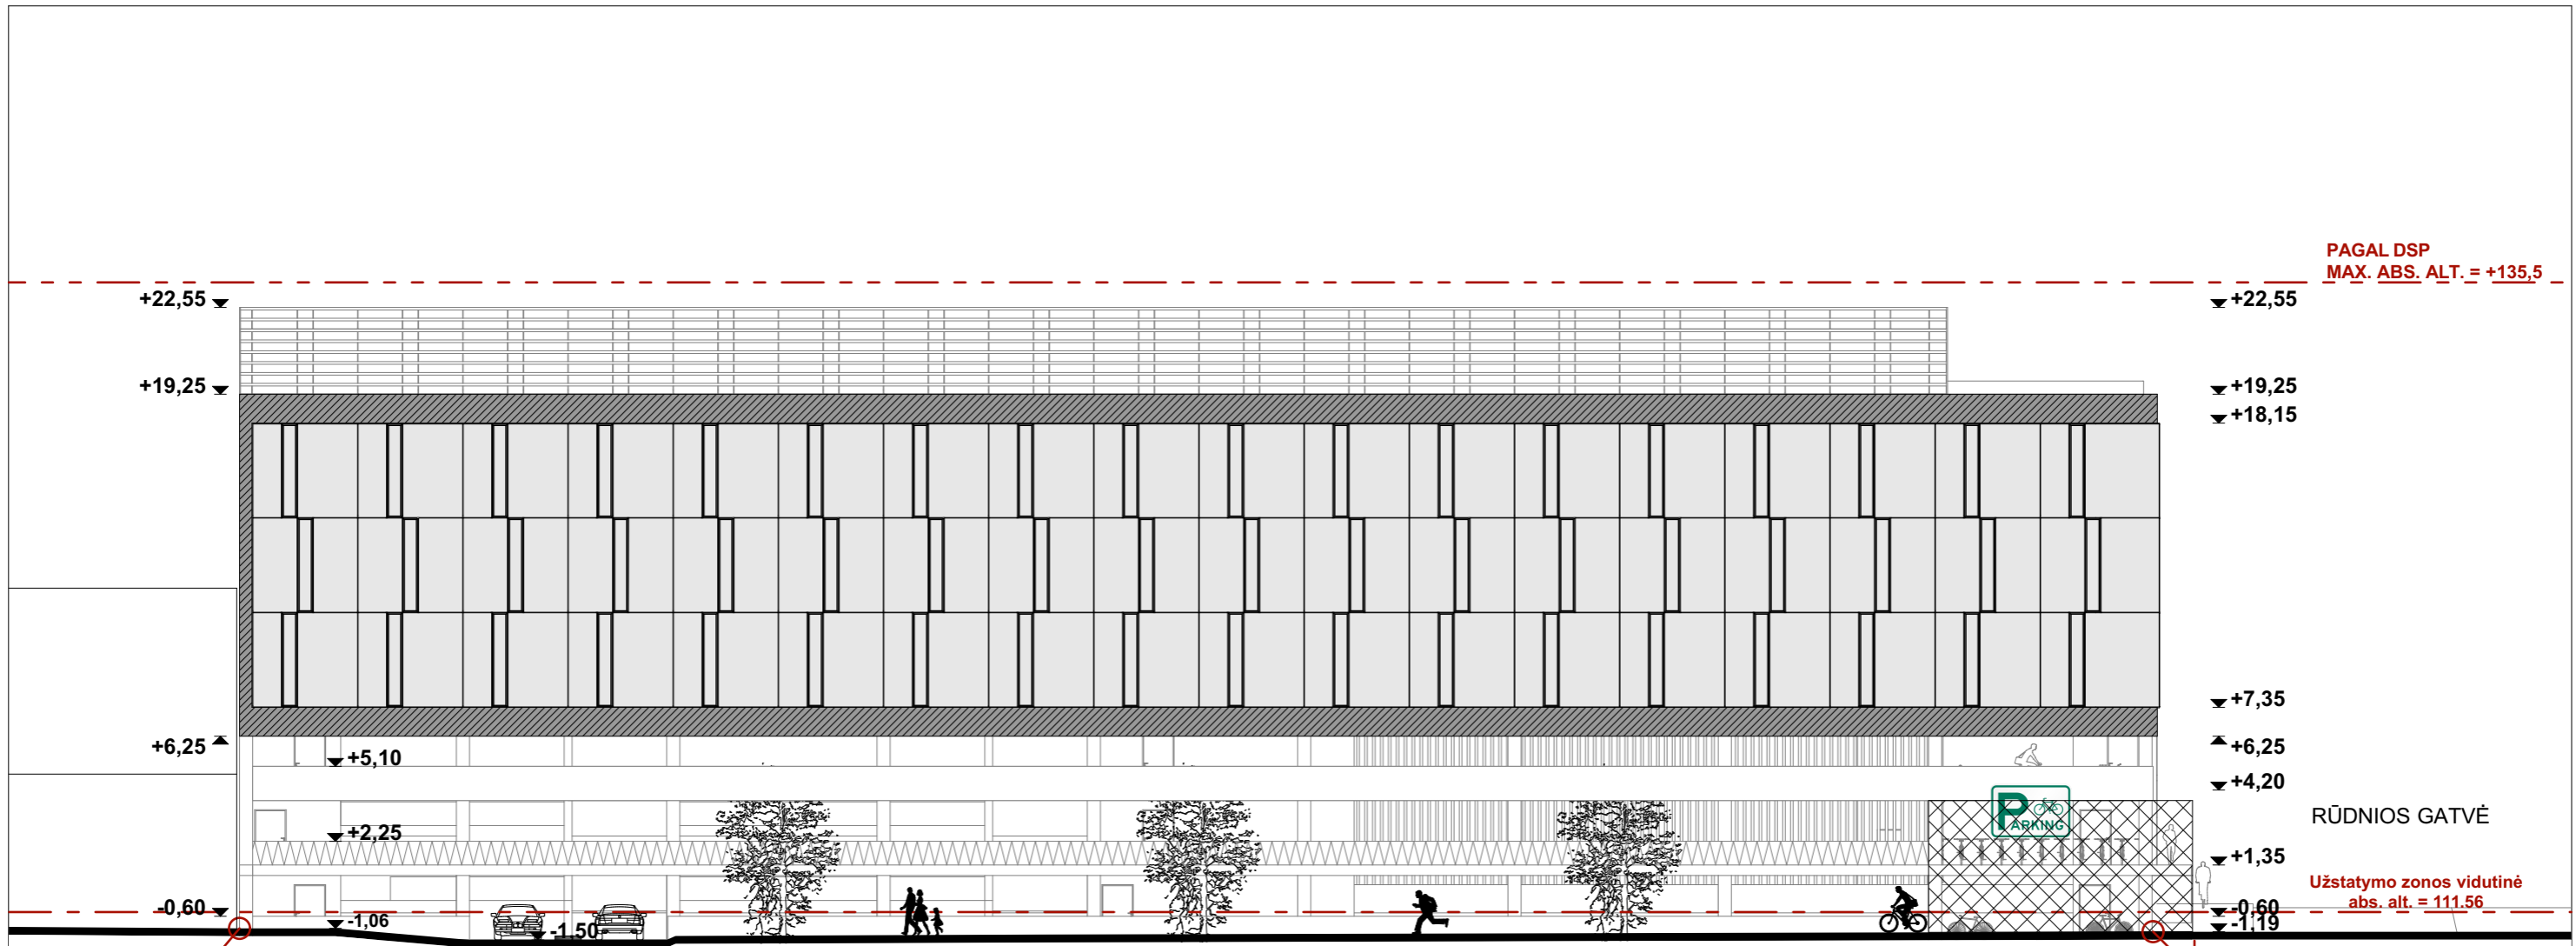 PAGAL DSP
MAX. ABS. ALT. = +135,5
+22,55
+22,55
+19,25
+19,25
+18,15
+7,35
+6,25
+6,25
+5,10
+4,20
PARKING
RŪDNIOS GATVĖ
+2,25
+1,35
Užstatymo zonos vidutinė
abs. alt. = 111.56
-0,60
-0,60
-1,06
-1,19
-1,50